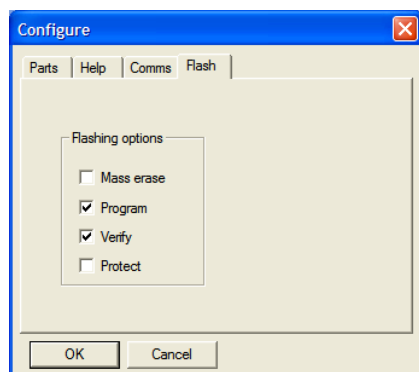 Configure
Parts Help Comms Flash
Flashing options
Mass erase
Program
Verify
Protect
OK Cancel